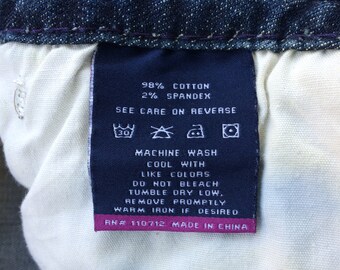 98% COTTON
2% SPANDEX
SEE CARE ON REVERSE
30
MACHINE WASH
COOL WITH
LIKE COLORS
DO NOT BLEACH
TUMBLE DRY LOW,
REMOVE PROMPTLY
WARM IRON IF DESIRED
RN# 110712 MADE IN CHINA